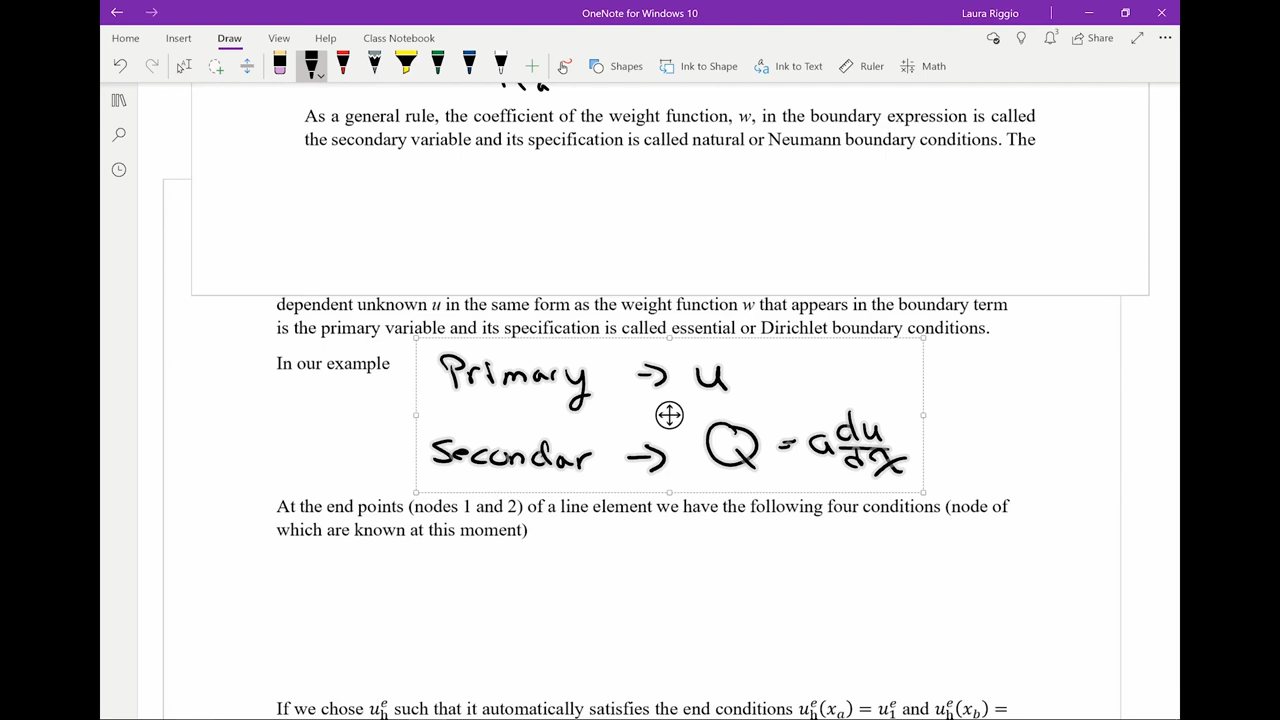 OneNote for Windows 10
Laura Riggio
Home Insert Draw View Help Class Notebook
3 Share
Shapes Ink to Shape Ink to Text Ruler Math
As a general rule, the coefficient of the weight function, w, in the boundary expression is called
the secondary variable and its specification is called natural or Neumann boundary conditions. The
dependent unknown u in the same form as the weight function w that appears in the boundary term
is the primary variable and its specification is called essential or Dirichlet boundary conditions.
In our example
Primary → u
Secondar → Q = a du/dx
At the end points (nodes 1 and 2) of a line element we have the following four conditions (node of
which are known at this moment)
If we chose u_h^e such that it automatically satisfies the end conditions u_h^e(x_a) = u_1^e and u_h^e(x_b) =